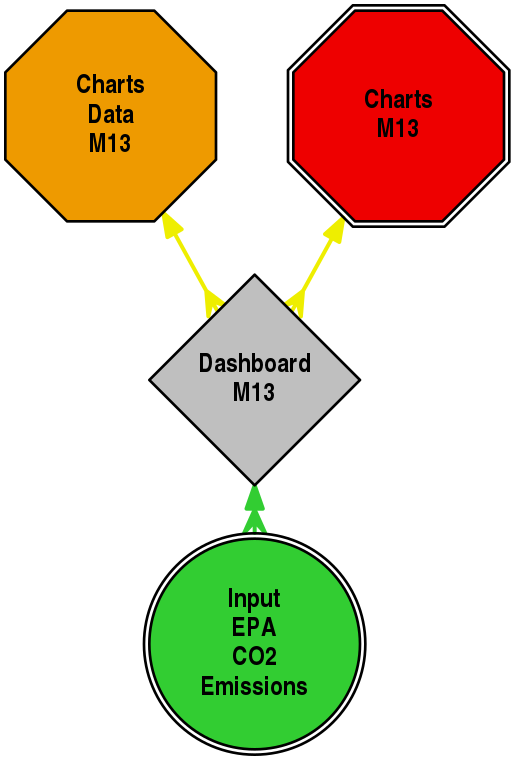 Charts
Data
M13
Charts
M13
Dashboard
M13
Input
EPA
CO2
Emissions